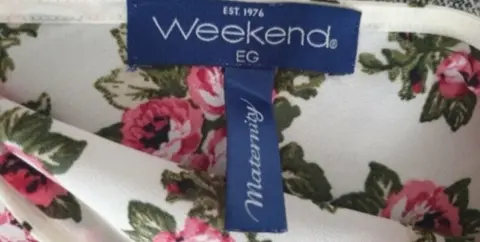 EST. 1976
Weekend®
EG
Maternity